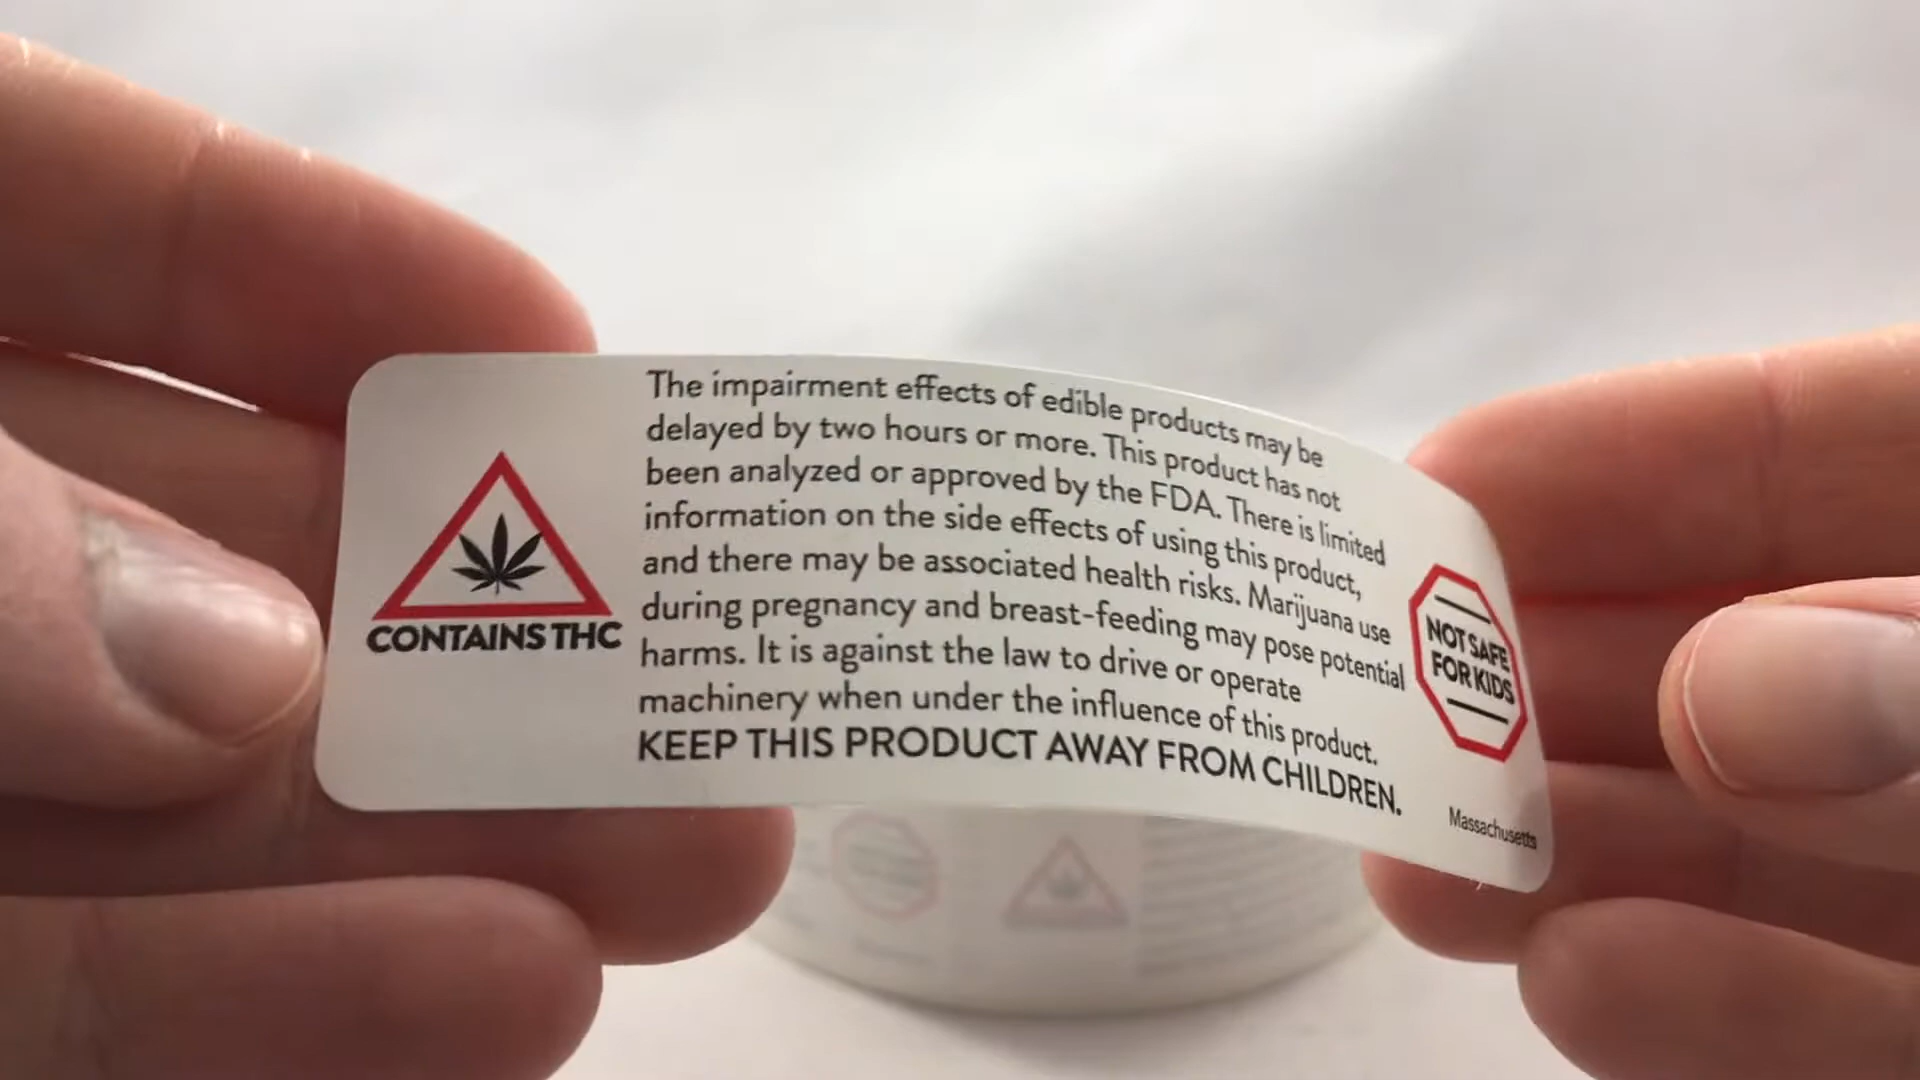 The impairment effects of edible products may be
delayed by two hours or more. This product has not
been analyzed or approved by the FDA. There is limited
information on the side effects of using this product,
and there may be associated health risks. Marijuana use
during pregnancy and breast-feeding may pose potential
harms. It is against the law to drive or operate
machinery when under the influence of this product.
KEEP THIS PRODUCT AWAY FROM CHILDREN.
CONTAINS THC
NOT SAFE
FOR KIDS
Massachusetts